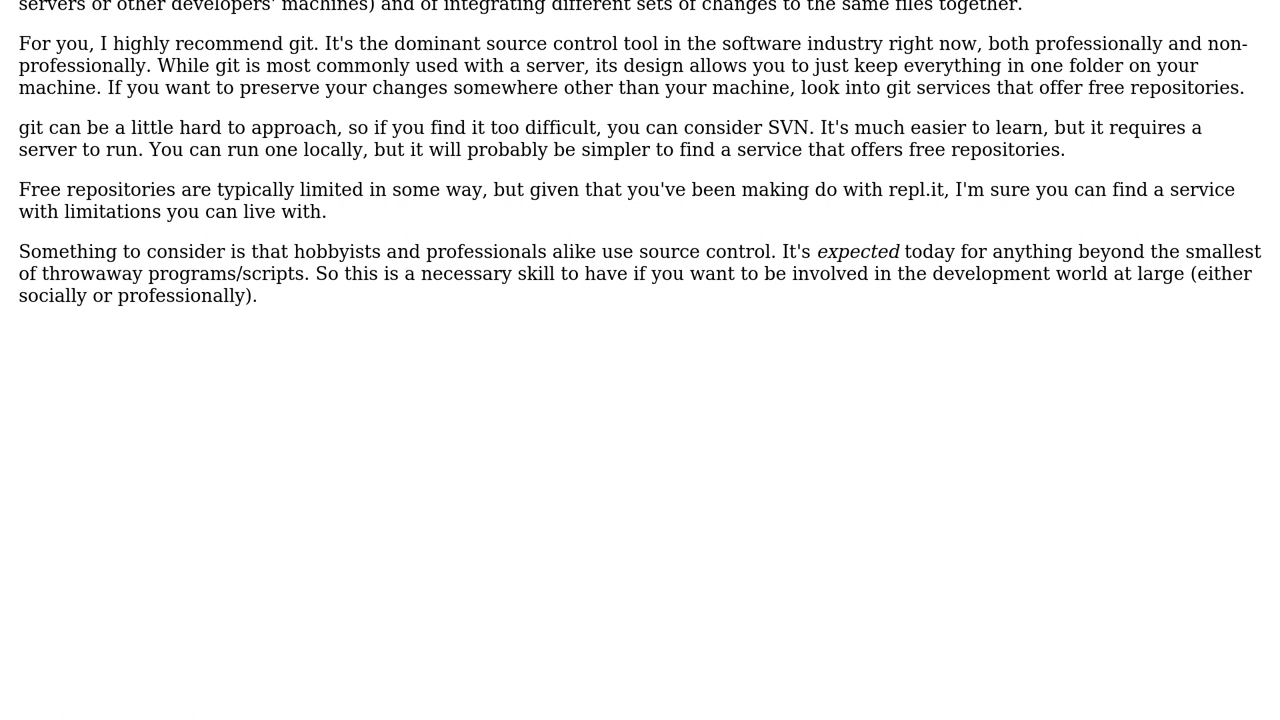 servers or other developers' machines) and of integrating different sets of changes to the same files together.
For you, I highly recommend git. It's the dominant source control tool in the software industry right now, both professionally and non-
professionally. While git is most commonly used with a server, its design allows you to just keep everything in one folder on your
machine. If you want to preserve your changes somewhere other than your machine, look into git services that offer free repositories.
git can be a little hard to approach, so if you find it too difficult, you can consider SVN. It's much easier to learn, but it requires a
server to run. You can run one locally, but it will probably be simpler to find a service that offers free repositories.
Free repositories are typically limited in some way, but given that you've been making do with repl.it, I'm sure you can find a service
with limitations you can live with.
Something to consider is that hobbyists and professionals alike use source control. It's expected today for anything beyond the smallest
of throwaway programs/scripts. So this is a necessary skill to have if you want to be involved in the development world at large (either
socially or professionally).